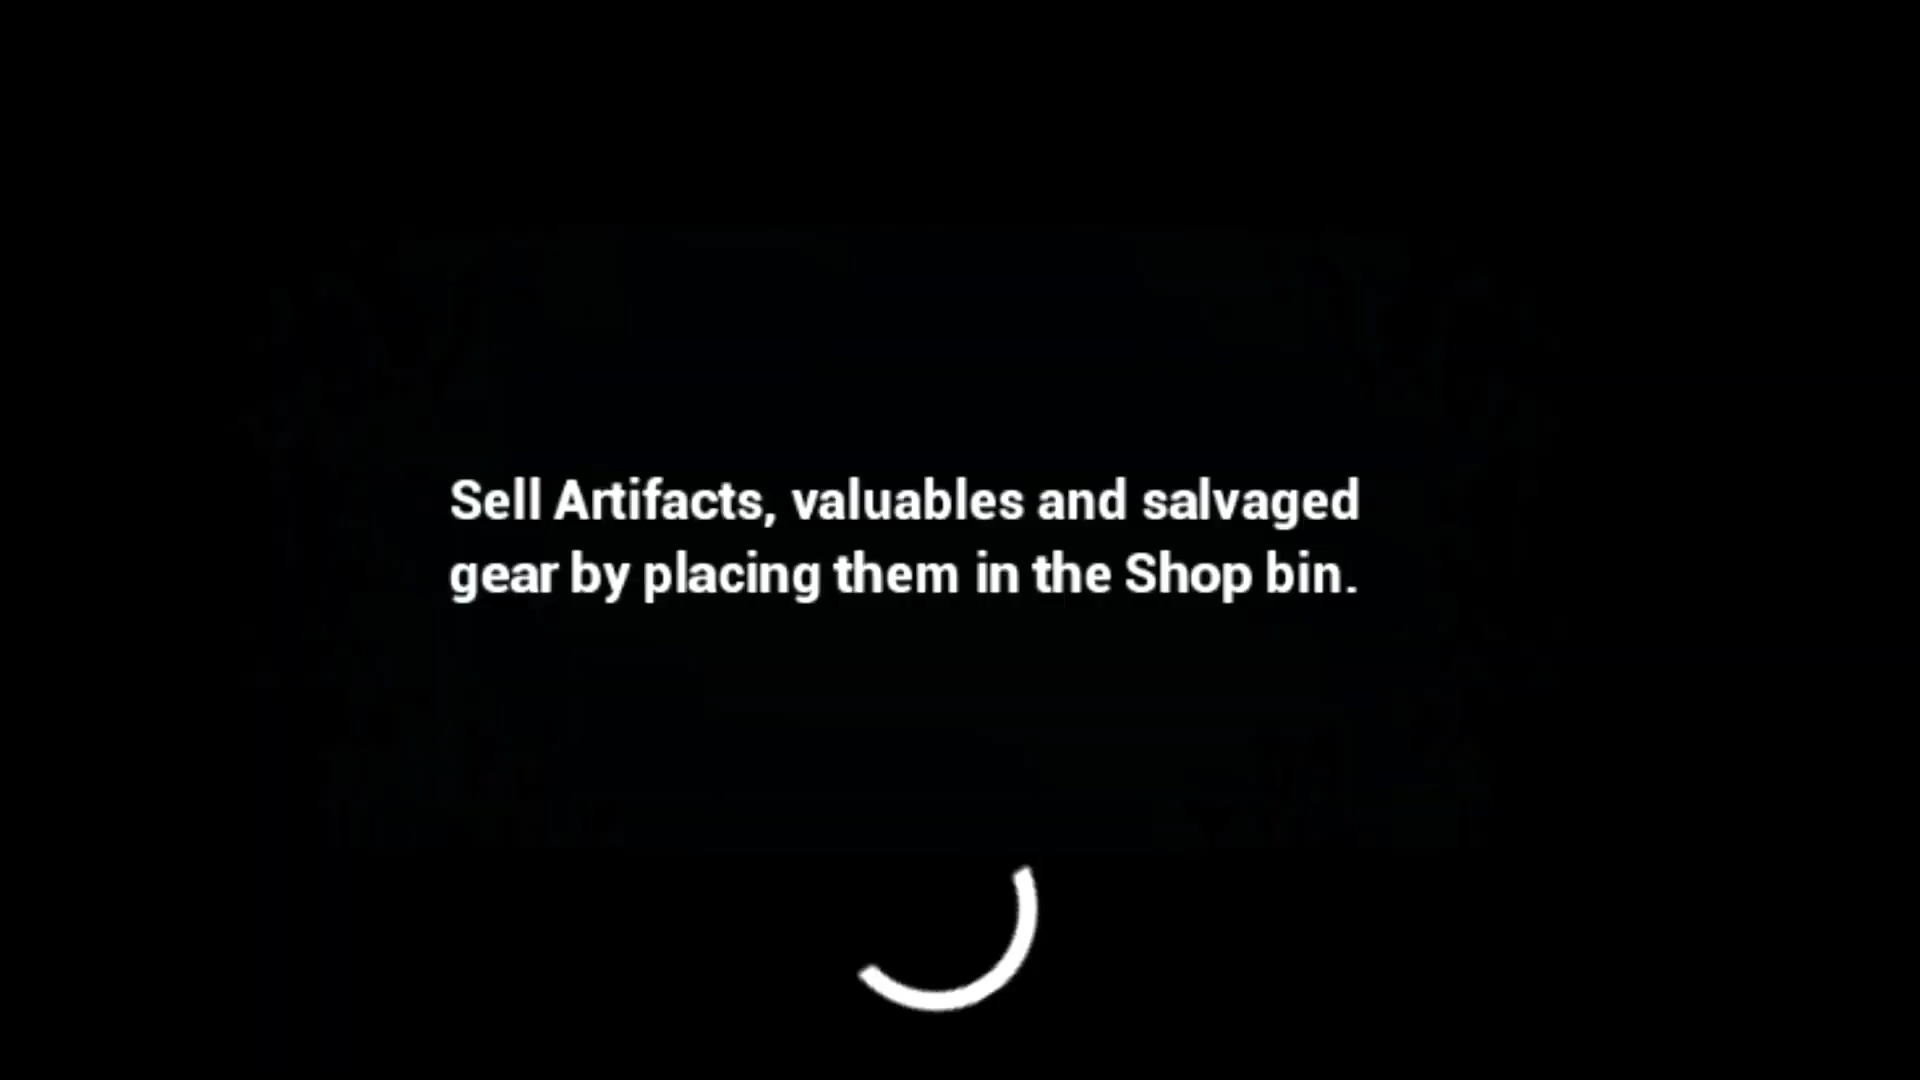 Sell Artifacts, valuables and salvaged
gear by placing them in the Shop bin.